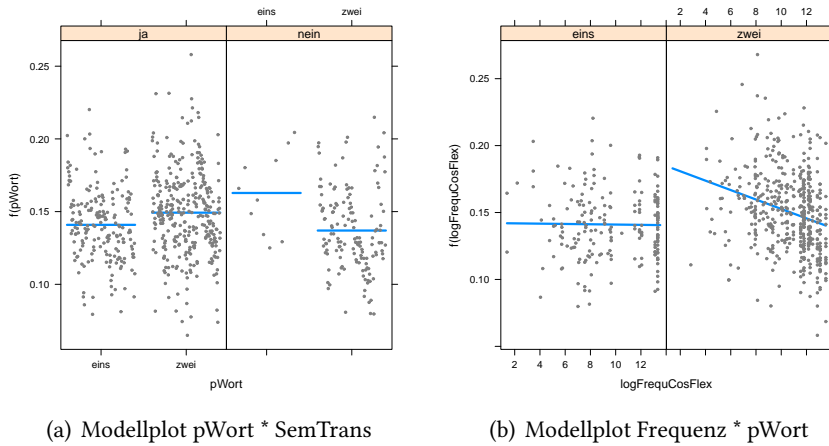 eins zwei
ja nein
0.25
0.20
0.15
0.10
f(pWort)
eins zwei
pWort
2 4 6 8 10 12
eins zwei
0.25
0.20
0.15
0.10
f(logFrequCosFlex)
2 4 6 8 10 12
logFrequCosFlex
(a) Modellplot pWort * SemTrans
(b) Modellplot Frequenz * pWort